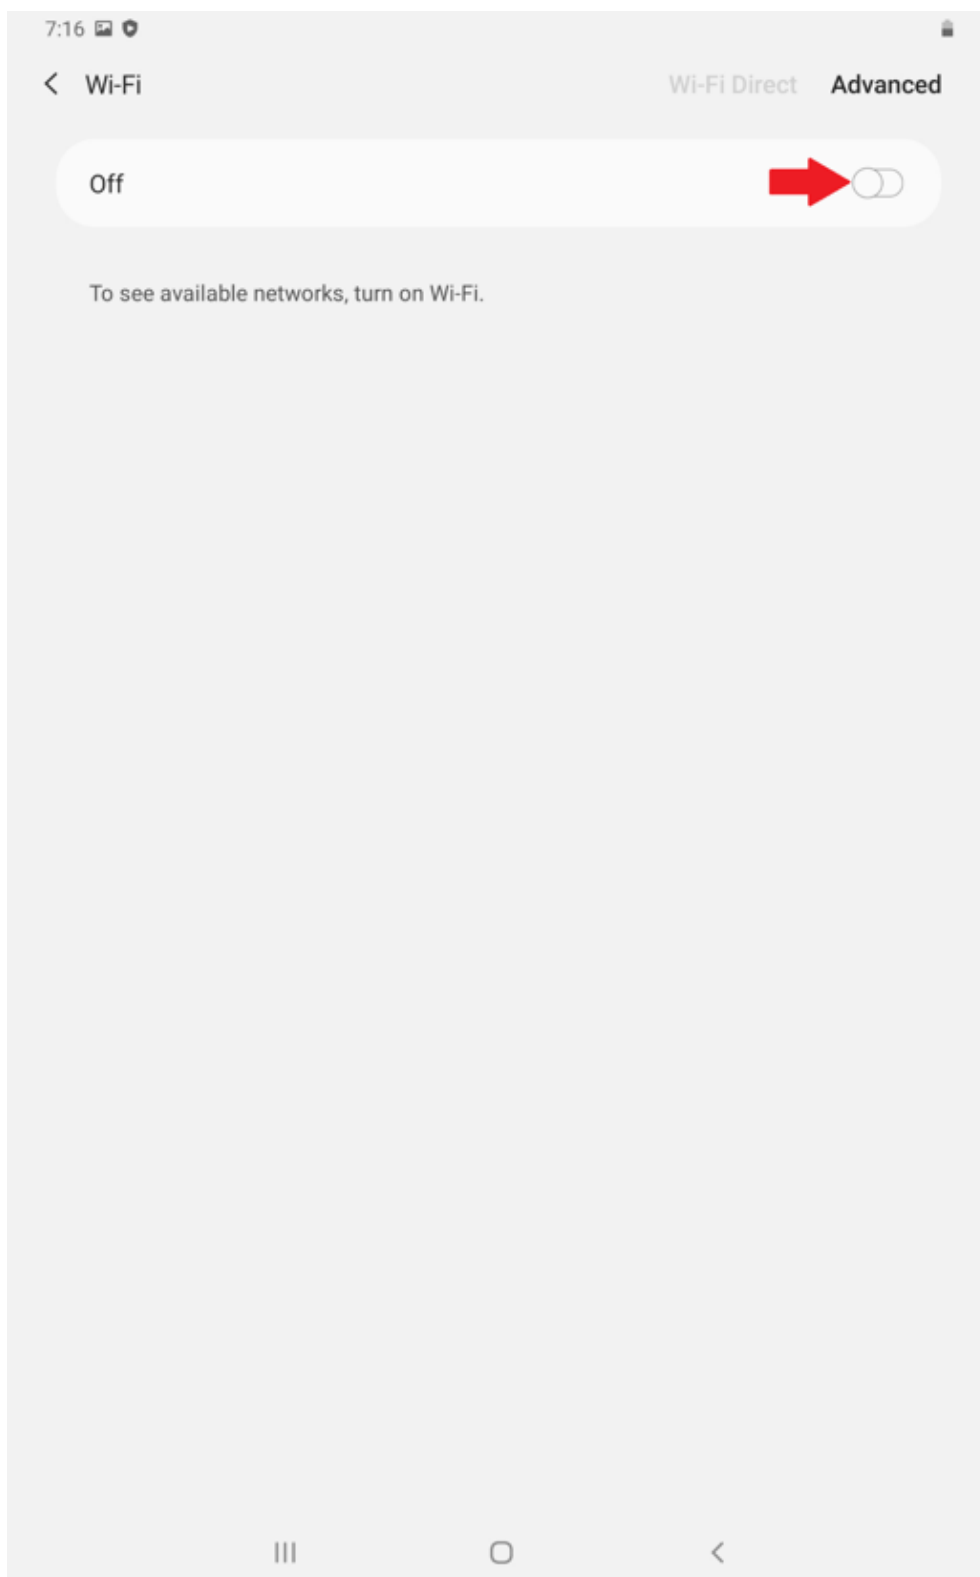 7:16
Wi-Fi Wi-Fi Direct Advanced
Off
To see available networks, turn on Wi-Fi.